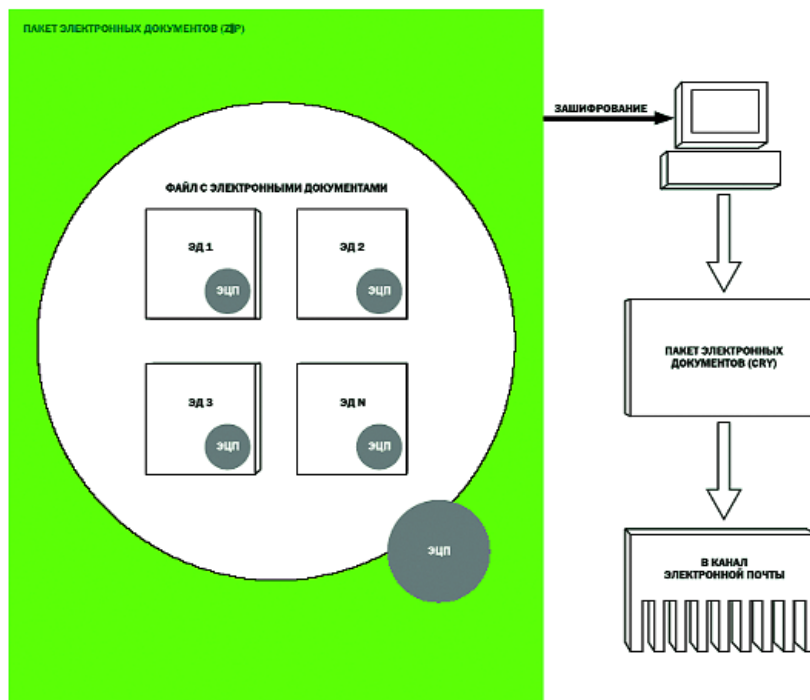 ПАКЕТ ЭЛЕКТРОННЫХ ДОКУМЕНТОВ (ZIP)
ЗАШИФРОВАНИЕ
ФАЙЛ С ЭЛЕКТРОННЫМИ ДОКУМЕНТАМИ
ЭД 1
ЭЦП
ЭД 2
ЭЦП
ЭД 3
ЭЦП
ЭД N
ЭЦП
ЭЦП
ПАКЕТ ЭЛЕКТРОННЫХ
ДОКУМЕНТОВ (CRY)
В КАНАЛ
ЭЛЕКТРОННОЙ ПОЧТЫ